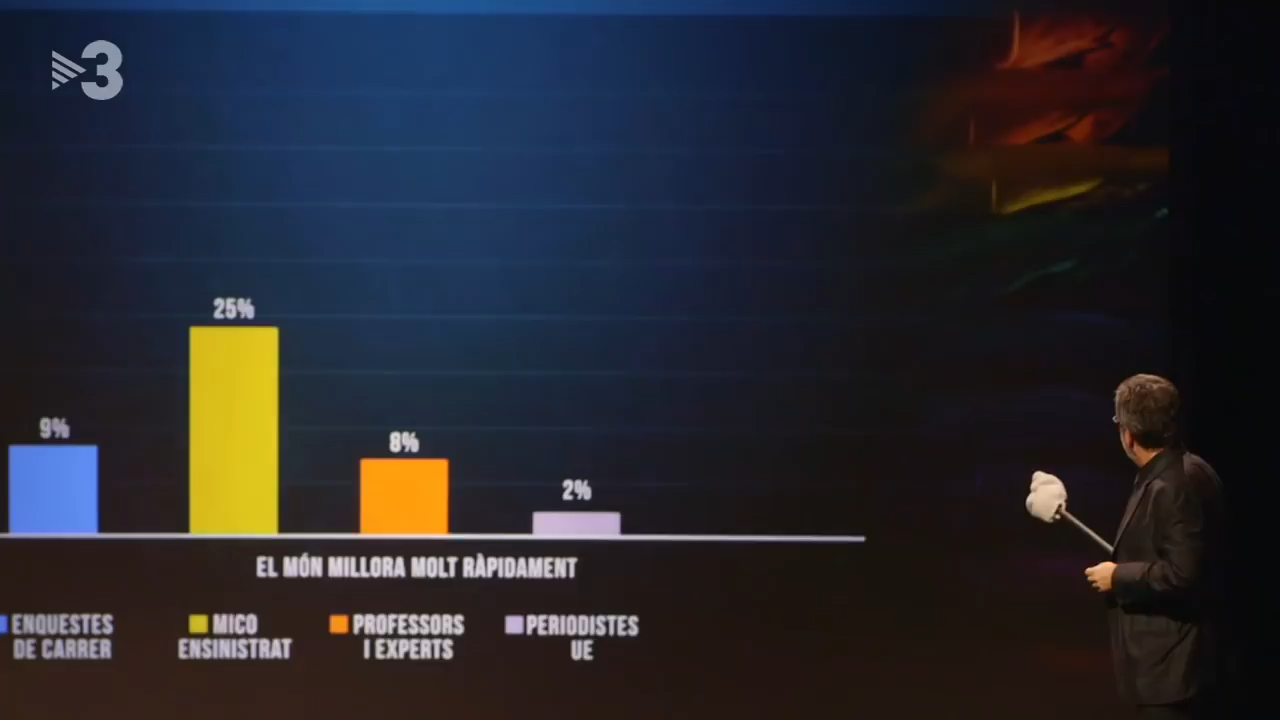 3
25%
9%
8%
2%
EL MÓN MILLORA MOLT RÀPIDAMENT
ENQUESTES
DE CARRER
MICO
ENSINISTRAT
PROFESSORS
I EXPERTS
PERIODISTES
UE